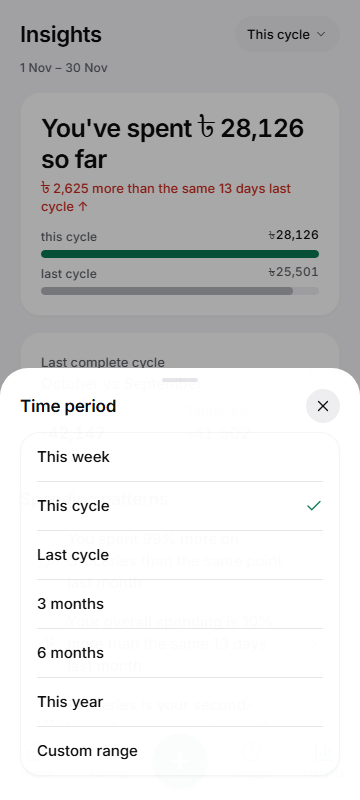 Insights
This cycle
1 Nov – 30 Nov
You've spent ৳ 28,126
so far
৳ 2,625 more than the same 13 days last
cycle ↑
this cycle
৳28,126
last cycle
৳25,501
Last complete cycle
Time period
This week
This cycle
Last cycle
3 months
6 months
This year
Custom range